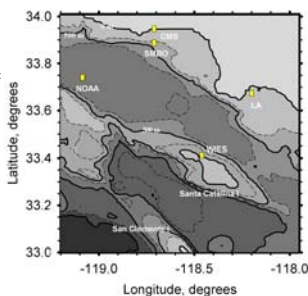 34.0
CMS
SMRO
33.8
NOAA
LA
Latitude, degrees
33.6
33.4
WIES
Santa Catalina I
33.2
San Clemente I
33.0
-119.0
-118.5
-118.0
Longitude, degrees